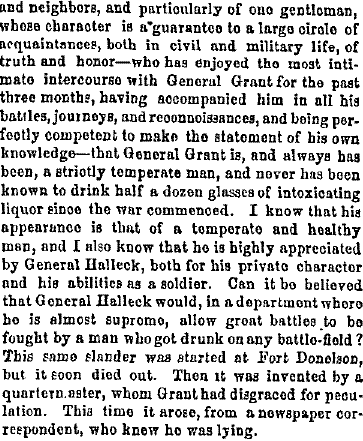 and neighbors, and particularly of one gentleman,
whose character is a guarantee to a large circle of
acquaintances, both in civil and military life, of
truth and honor—who has enjoyed the most inti-
mate intercourse with General Grant for the past
three months, having accompanied him in all his
battles, journeys, and reconnoissances, and being per-
fectly competent to make the statement of his own
knowledge—that General Grant is, and always has
been, a strictly temperate man, and never has been
known to drink half a dozen glasses of intoxicating
liquor since the war commenced. I know that his
appearance is that of a temperate and healthy
man, and I also know that he is highly appreciated
by General Halleck, both for his private character
and his abilities as a soldier. Can it be believed
that General Halleck would, in a department where
he is almost supreme, allow great battles to be
fought by a man who got drunk on any battle-field?
This same slander was started at Fort Donelson,
but it soon died out. Then it was invented by a
quartermaster, whom Grant had disgraced for pecu-
lation. This time it arose, from a newspaper cor-
respondent, who knew he was lying.